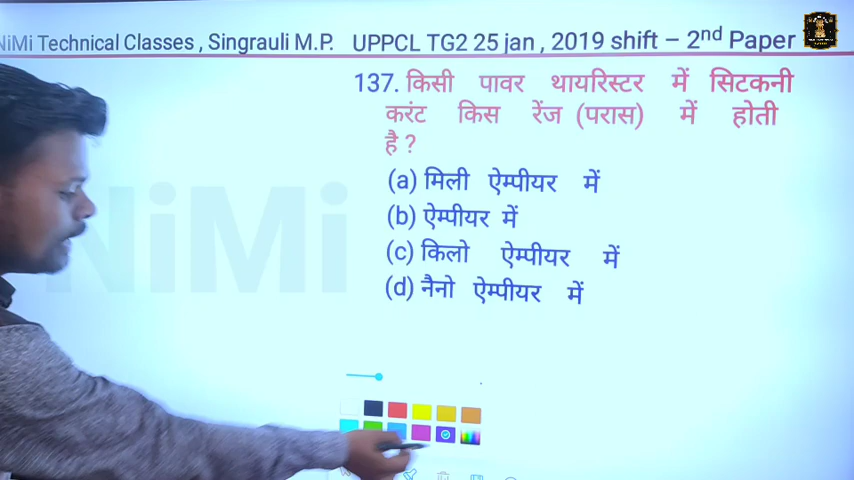 NiMi Technical Classes , Singrauli M.P. UPPCL TG2 25 jan , 2019 shift – 2nd Paper
137. किसी पावर थायरिस्टर में सिटकनी
करंट किस रेंज (परास) में होती
है ?
(a) मिली ऐम्पीयर में
(b) ऐम्पीयर में
(c) किलो ऐम्पीयर में
(d) नैनो ऐम्पीयर में
NiMi